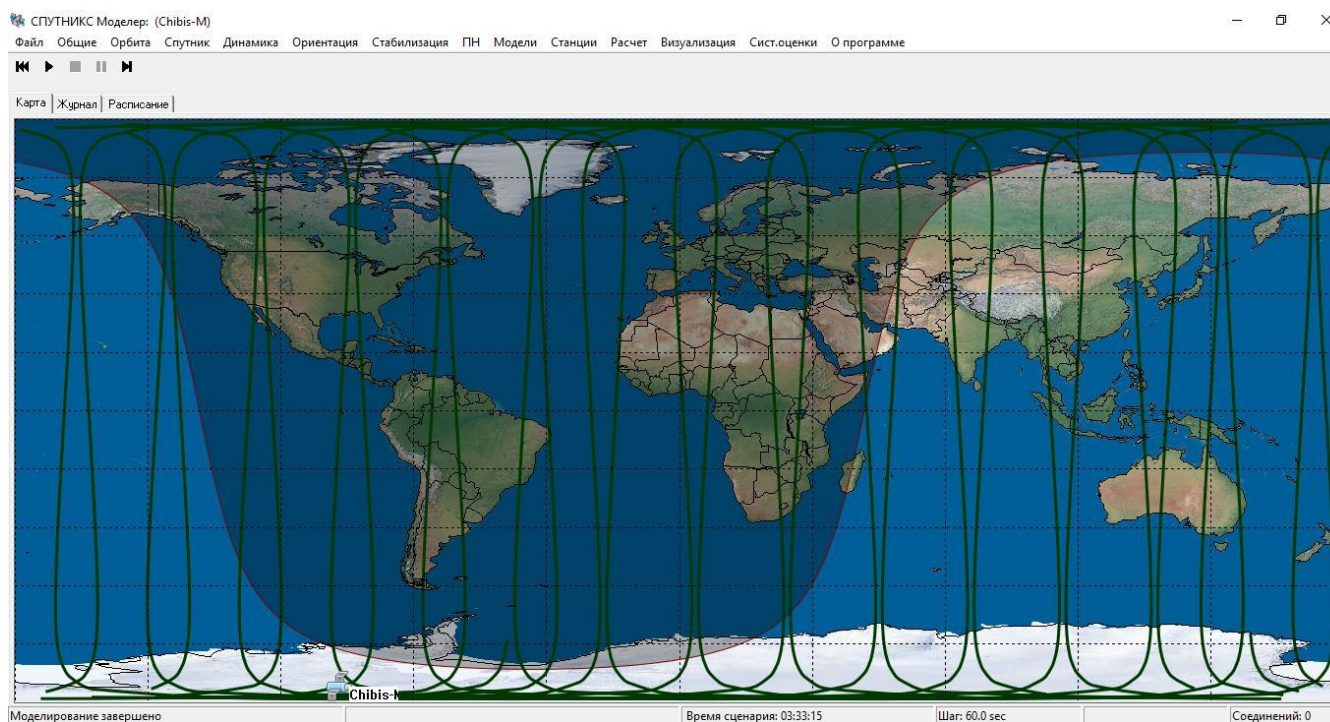 СПУТНИКС Моделер: (Chibis-M)
Файл Общие Орбита Спутник Динамика Ориентация Стабилизация ПН Модели Станции Расчет Визуализация Сист.оценки О программе
Карта Журнал Расписание
Chibis-M
Моделирование завершено Время сценария: 03:33:15 Шаг: 60.0 sec Соединений: 0